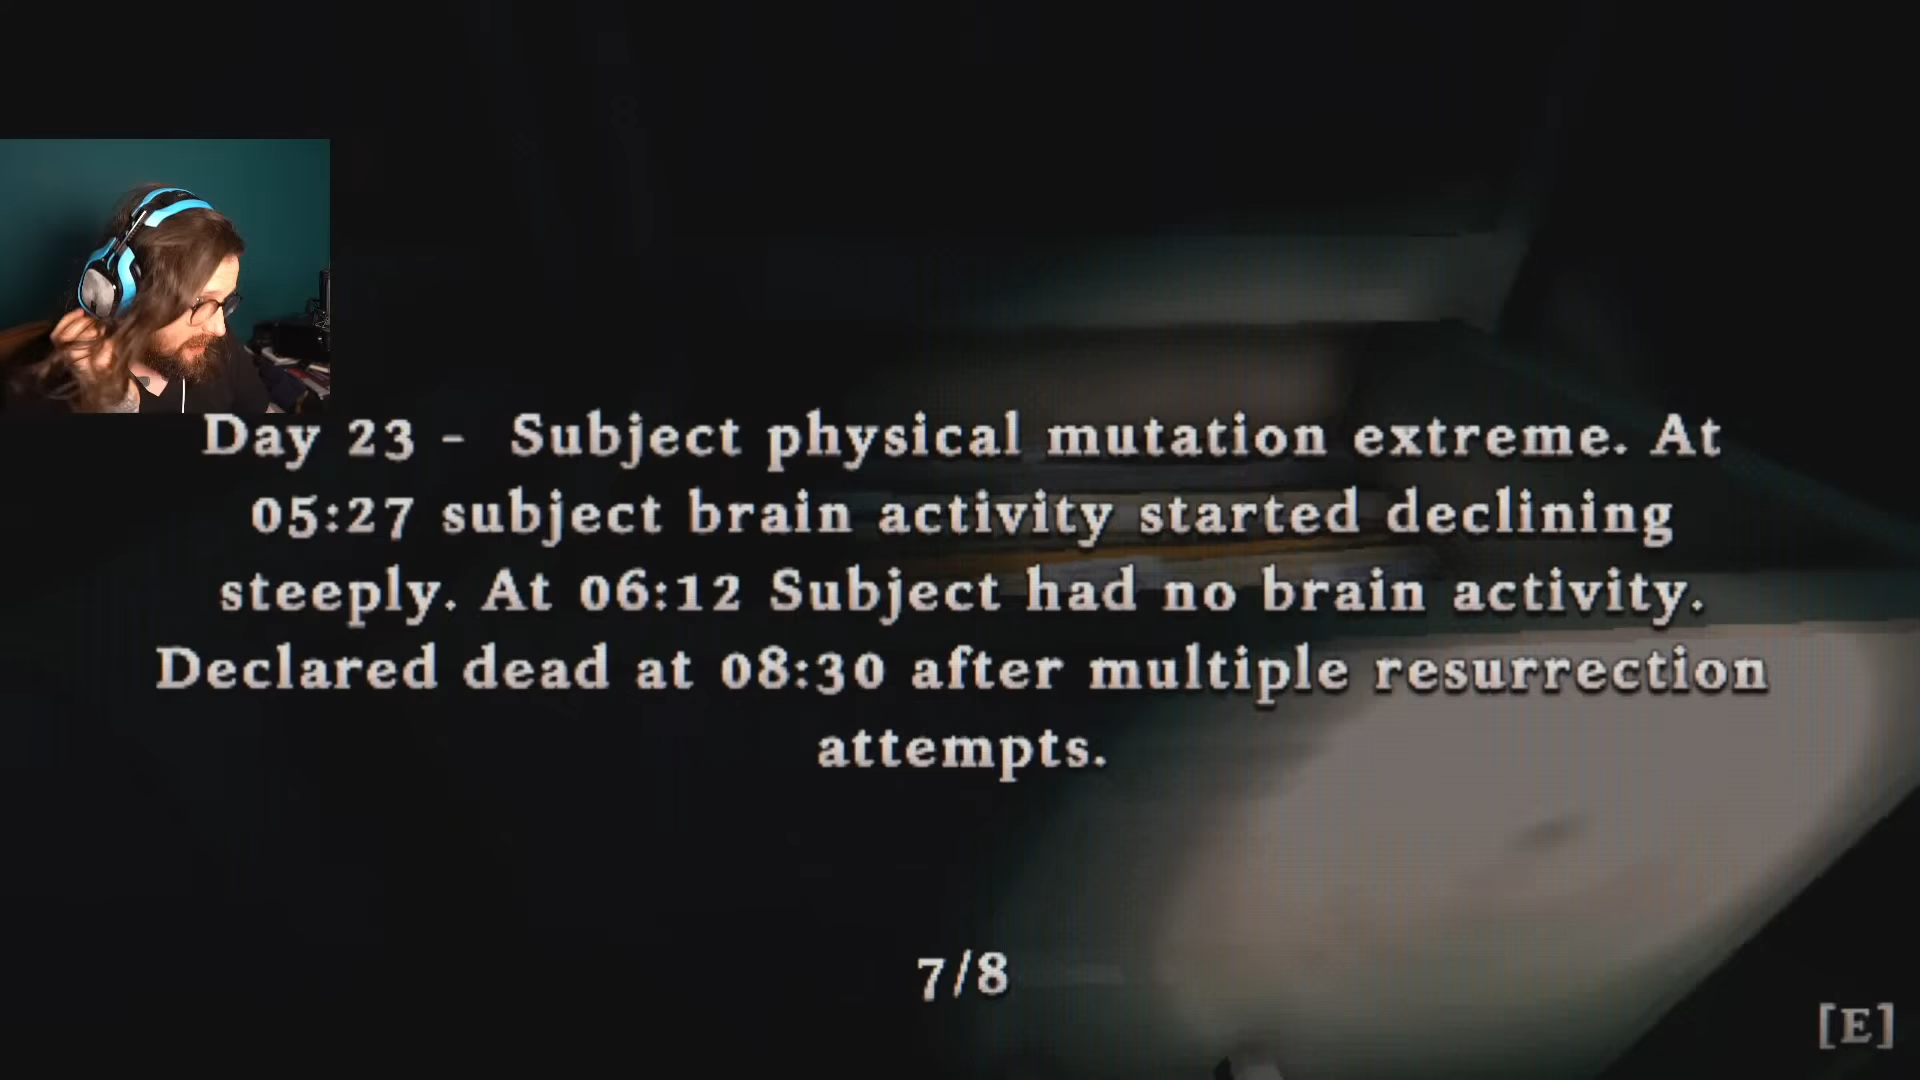 Day 23 -  Subject physical mutation extreme. At
05:27 subject brain activity started declining
steeply. At 06:12 Subject had no brain activity.
Declared dead at 08:30 after multiple resurrection
attempts.
7/8
[E]